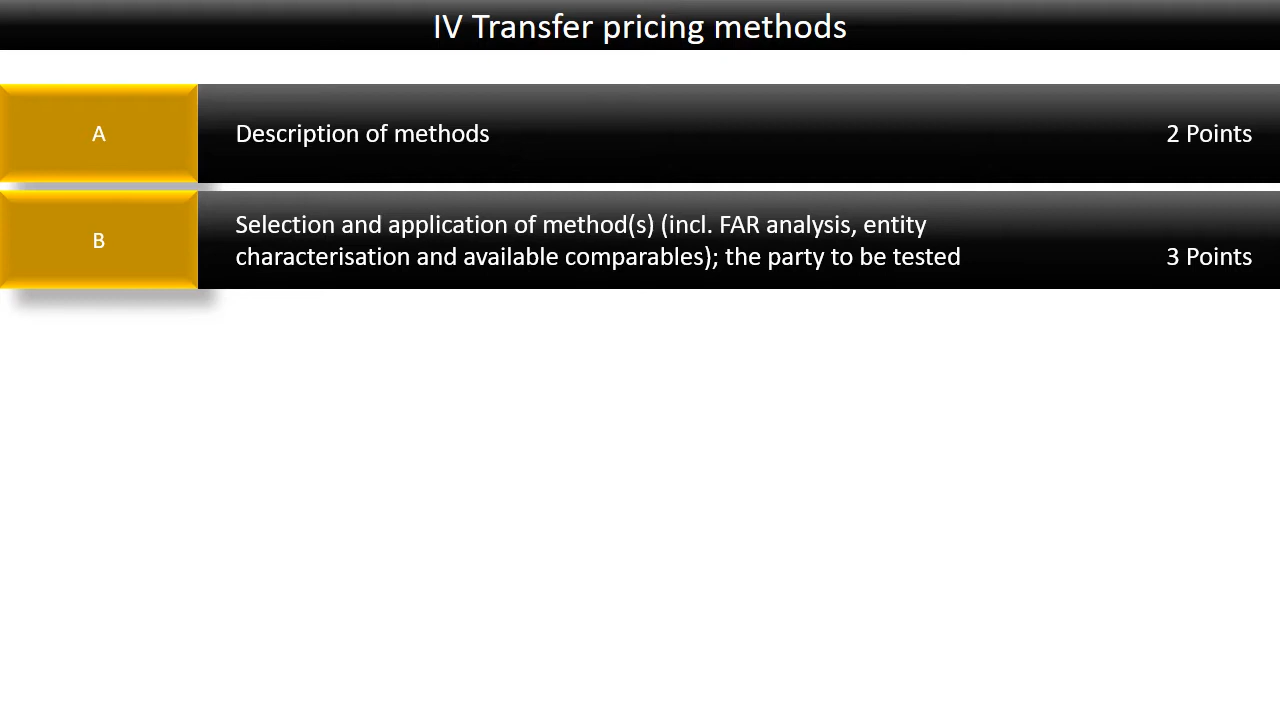 IV Transfer pricing methods
A
Description of methods 2 Points
B
Selection and application of method(s) (incl. FAR analysis, entity
characterisation and available comparables); the party to be tested 3 Points